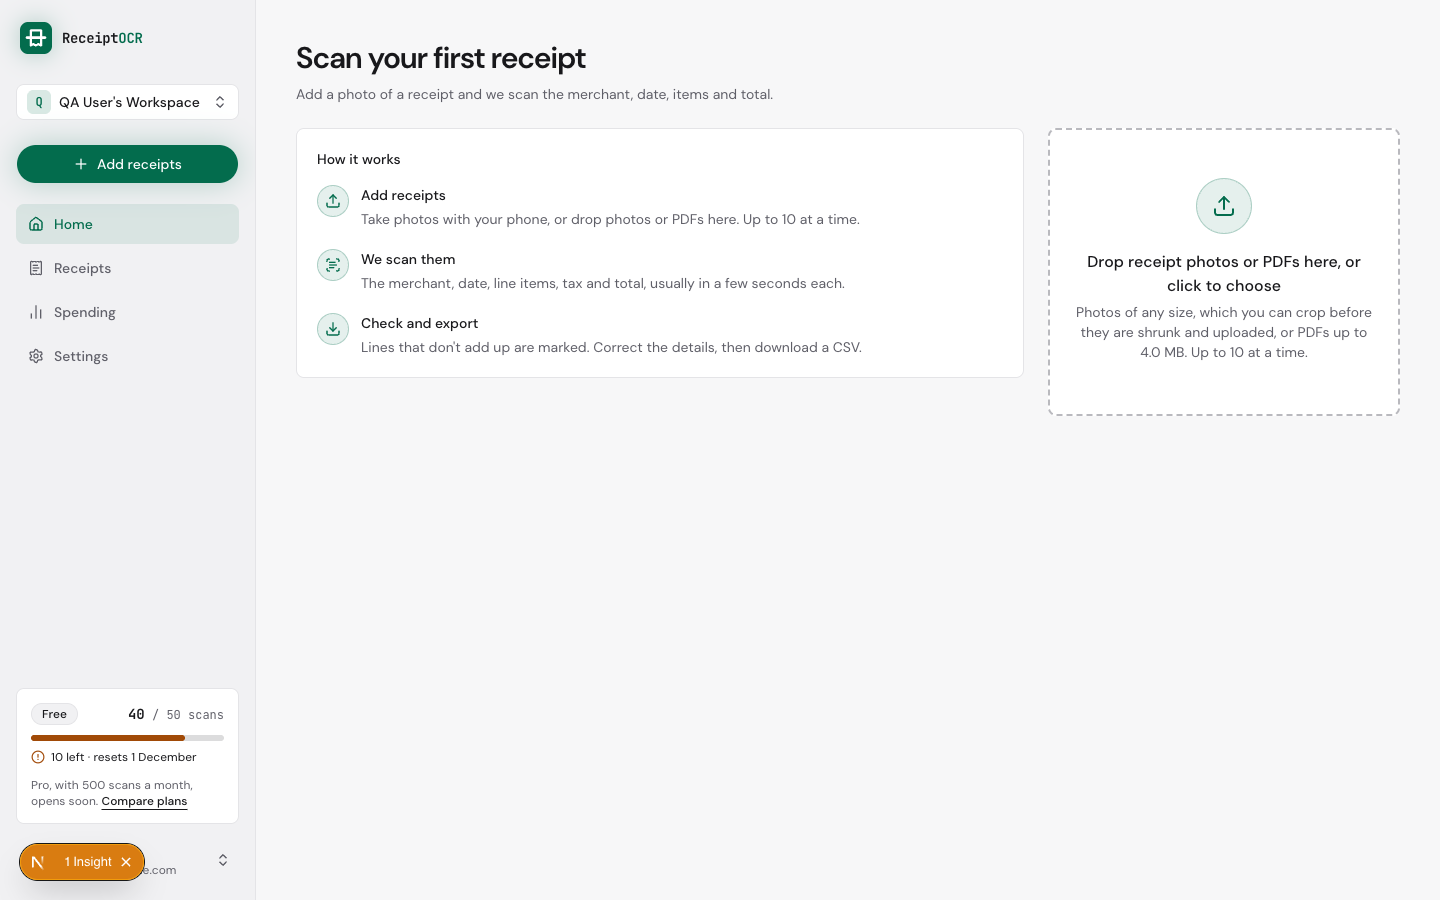 ReceiptOCR
Q QA User's Workspace
Add receipts
Home
Receipts
Spending
Settings
Free 40 / 50 scans
10 left · resets 1 December
Pro, with 500 scans a month,
opens soon. Compare plans
1 Insight
e.com
Scan your first receipt
Add a photo of a receipt and we scan the merchant, date, items and total.
How it works
Add receipts
Take photos with your phone, or drop photos or PDFs here. Up to 10 at a time.
We scan them
The merchant, date, line items, tax and total, usually in a few seconds each.
Check and export
Lines that don't add up are marked. Correct the details, then download a CSV.
Drop receipt photos or PDFs here, or
click to choose
Photos of any size, which you can crop before
they are shrunk and uploaded, or PDFs up to
4.0 MB. Up to 10 at a time.